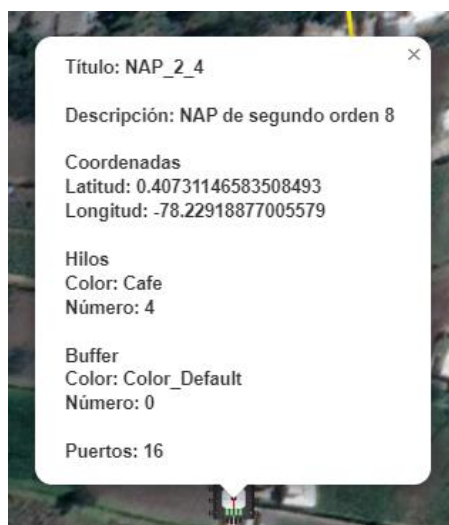 Título: NAP_2_4
Descripción: NAP de segundo orden 8
Coordenadas
Latitud: 0.40731146583508493
Longitud: -78.22918877005579
Hilos
Color: Cafe
Número: 4
Buffer
Color: Color_Default
Número: 0
Puertos: 16